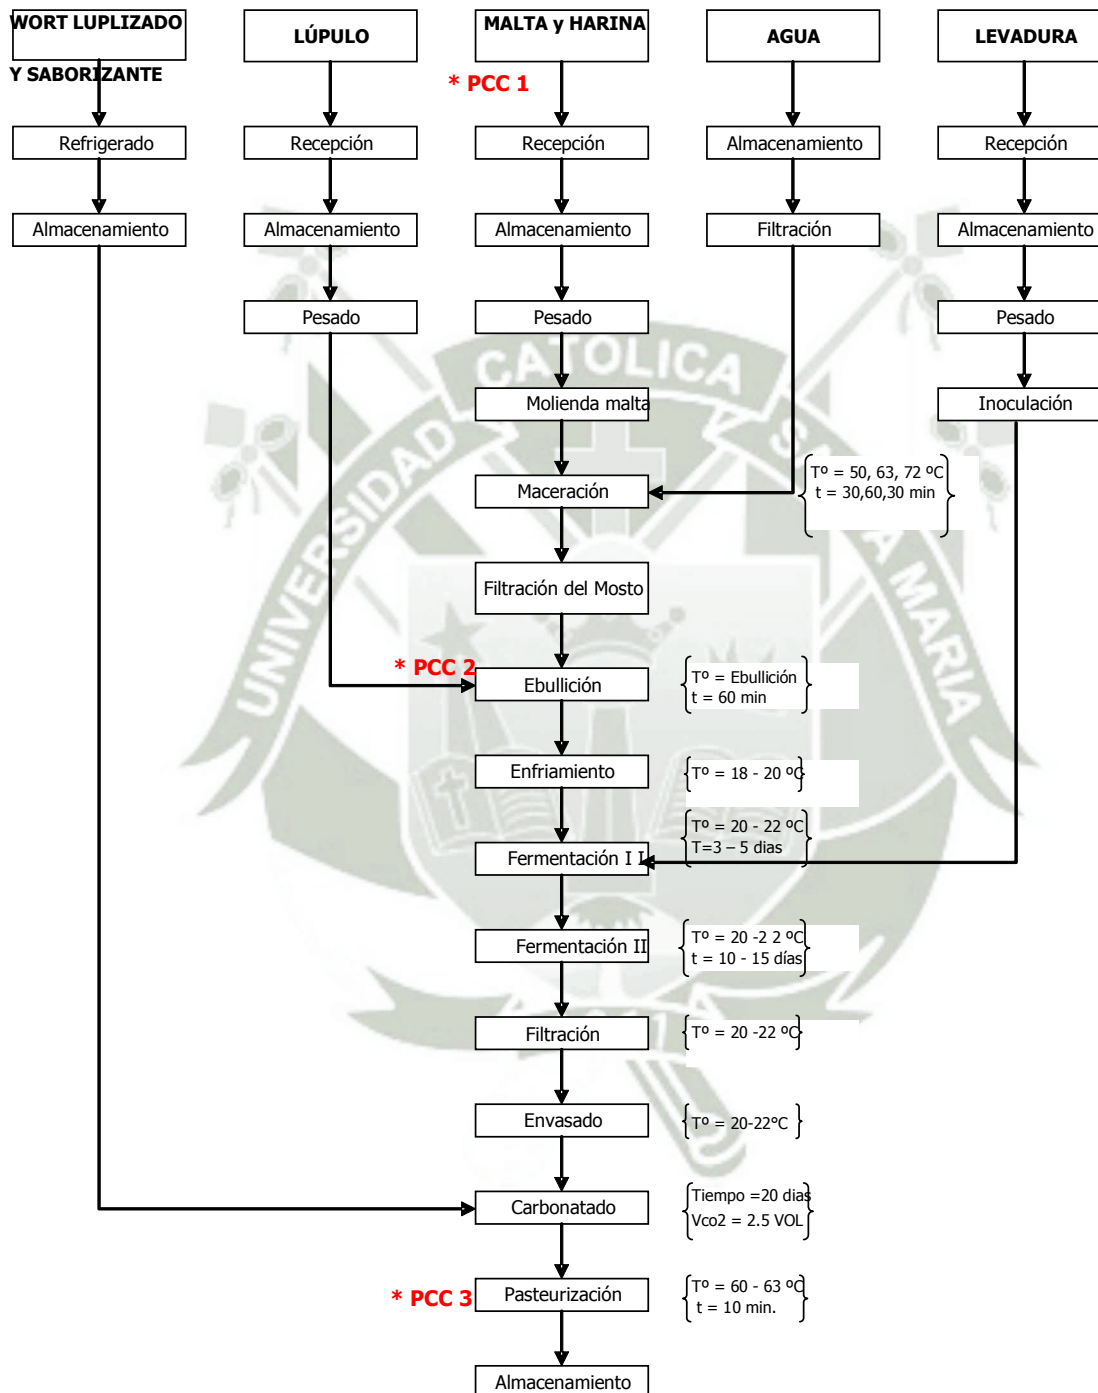 WORT LUPLIZADO
Y SABORIZANTE
LÚPULO
MALTA y HARINA
AGUA
LEVADURA
* PCC 1
Refrigerado
Recepción
Recepción
Almacenamiento
Recepción
Almacenamiento
Almacenamiento
Almacenamiento
Filtración
Almacenamiento
Pesado
Pesado
Pesado
Molienda malta
Inoculación
Maceración
Tº = 50, 63, 72 ºC
t = 30,60,30 min
Filtración del Mosto
* PCC 2
Ebullición
Tº = Ebullición
t = 60 min
Enfriamiento
Tº = 18 - 20 ºC
Fermentación I I
Tº = 20 - 22 ºC
T=3 – 5 dias
Fermentación II
Tº = 20 -2 2 ºC
t = 10 - 15 días
Filtración
Tº = 20 -22 ºC
Envasado
Tº = 20-22°C
Carbonatado
Tiempo =20 dias
Vco2 = 2.5 VOL
* PCC 3
Pasteurización
Tº = 60 - 63 ºC
t = 10 min.
Almacenamiento
UNIVERSIDAD CATOLICA
MARIA